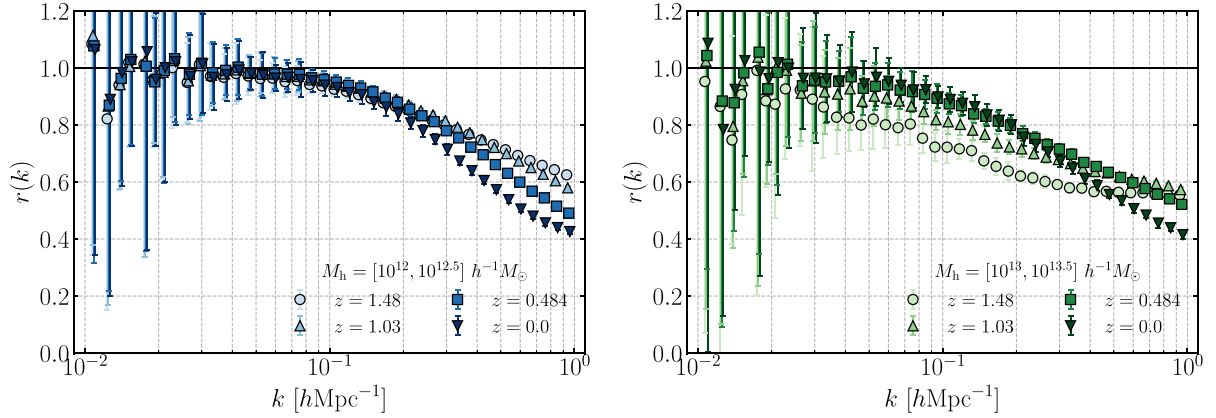 1.2
1.0
0.8
0.6
0.4
0.2
0.0
r(k)
M_h = [10^{12}, 10^{12.5}] h^{-1}M_⊙
z = 1.48
z = 1.03
z = 0.484
z = 0.0
10^{-2}
10^{-1}
10^{0}
k [hMpc^{-1}]
1.2
1.0
0.8
0.6
0.4
0.2
0.0
r(k)
M_h = [10^{13}, 10^{13.5}] h^{-1}M_⊙
z = 1.48
z = 1.03
z = 0.484
z = 0.0
10^{-2}
10^{-1}
10^{0}
k [hMpc^{-1}]